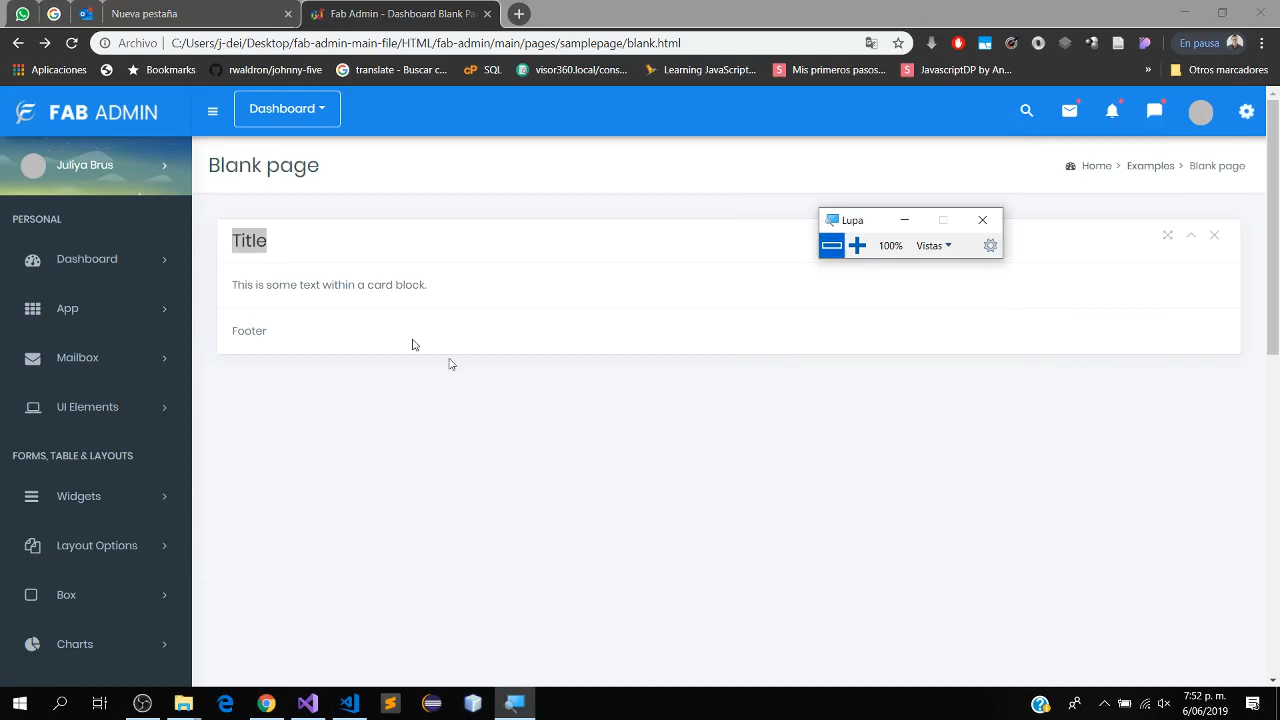 Nueva pestaña
Fab Admin - Dashboard Blank Pa
Archivo | C:/Users/j-dei/Desktop/fab-admin-main-file/HTML/fab-admin/main/pages/samplepage/blank.html
En pausa
Aplicaciones
Bookmarks
rwaldron/johnny-five
translate - Buscar c...
cP SQL
visor360.local/cons...
Learning JavaScript...
S Mis primeros pasos...
S JavascriptDP by An...
»
Otros marcadores
FAB ADMIN
Dashboard
Juliya Brus
Blank page
Home > Examples > Blank page
PERSONAL
Dashboard
App
Mailbox
UI Elements
FORMS, TABLE & LAYOUTS
Widgets
Layout Options
Box
Charts
Title
This is some text within a card block.
Footer
Lupa
100%
Vistas
7:52 p. m.
6/06/2019